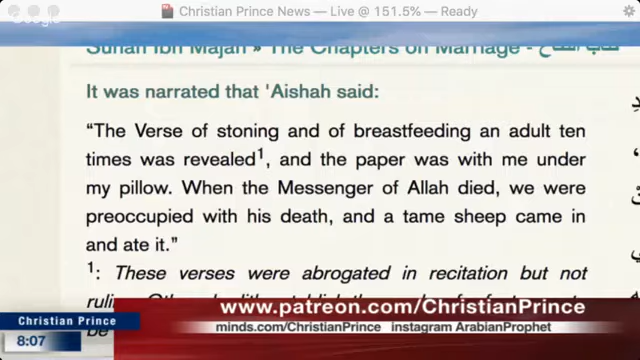 Christian Prince News — Live @ 151.5% — Ready
Google
Sunan Ibn Majah » The Chapters on Marriage - كتاب النكاح
It was narrated that 'Aishah said:
“The Verse of stoning and of breastfeeding an adult ten
times was revealed1, and the paper was with me under
my pillow. When the Messenger of Allah died, we were
preoccupied with his death, and a tame sheep came in
and ate it.”
1: These verses were abrogated in recitation but not
www.patreon.com/ChristianPrince
Christian Prince
minds.com/ChristianPrince instagram ArabianProphet
8:07
be